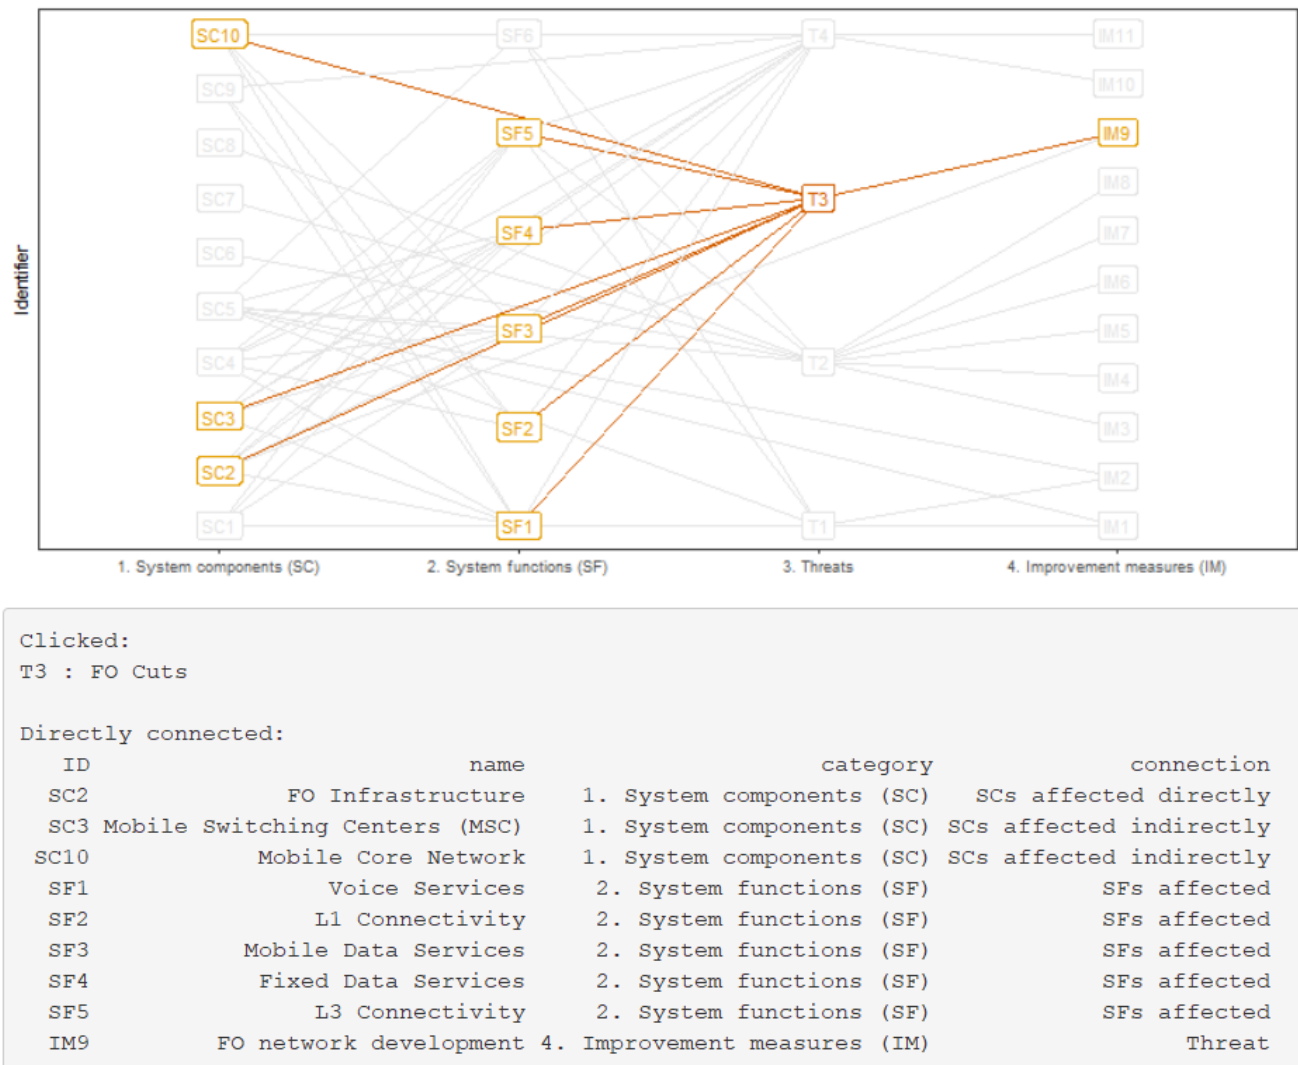 SC10 SF6 T4 IM11
SC9 IM10
SF5 IM9
SC8
IM8
SC7 T3
SF4 IM7
SC6
IM6
SC5
SF3 IM5
SC4 T2
IM4
SC3
SF2 IM3
SC2 IM2
SC1 SF1 T1 IM1
Identifier
1. System components (SC) 2. System functions (SF) 3. Threats 4. Improvement measures (IM)
Clicked:
T3 : FO Cuts
Directly connected:
ID name category connection
SC2 FO Infrastructure 1. System components (SC) SCs affected directly
SC3 Mobile Switching Centers (MSC) 1. System components (SC) SCs affected indirectly
SC10 Mobile Core Network 1. System components (SC) SCs affected indirectly
SF1 Voice Services 2. System functions (SF) SFs affected
SF2 L1 Connectivity 2. System functions (SF) SFs affected
SF3 Mobile Data Services 2. System functions (SF) SFs affected
SF4 Fixed Data Services 2. System functions (SF) SFs affected
SF5 L3 Connectivity 2. System functions (SF) SFs affected
IM9 FO network development 4. Improvement measures (IM) Threat